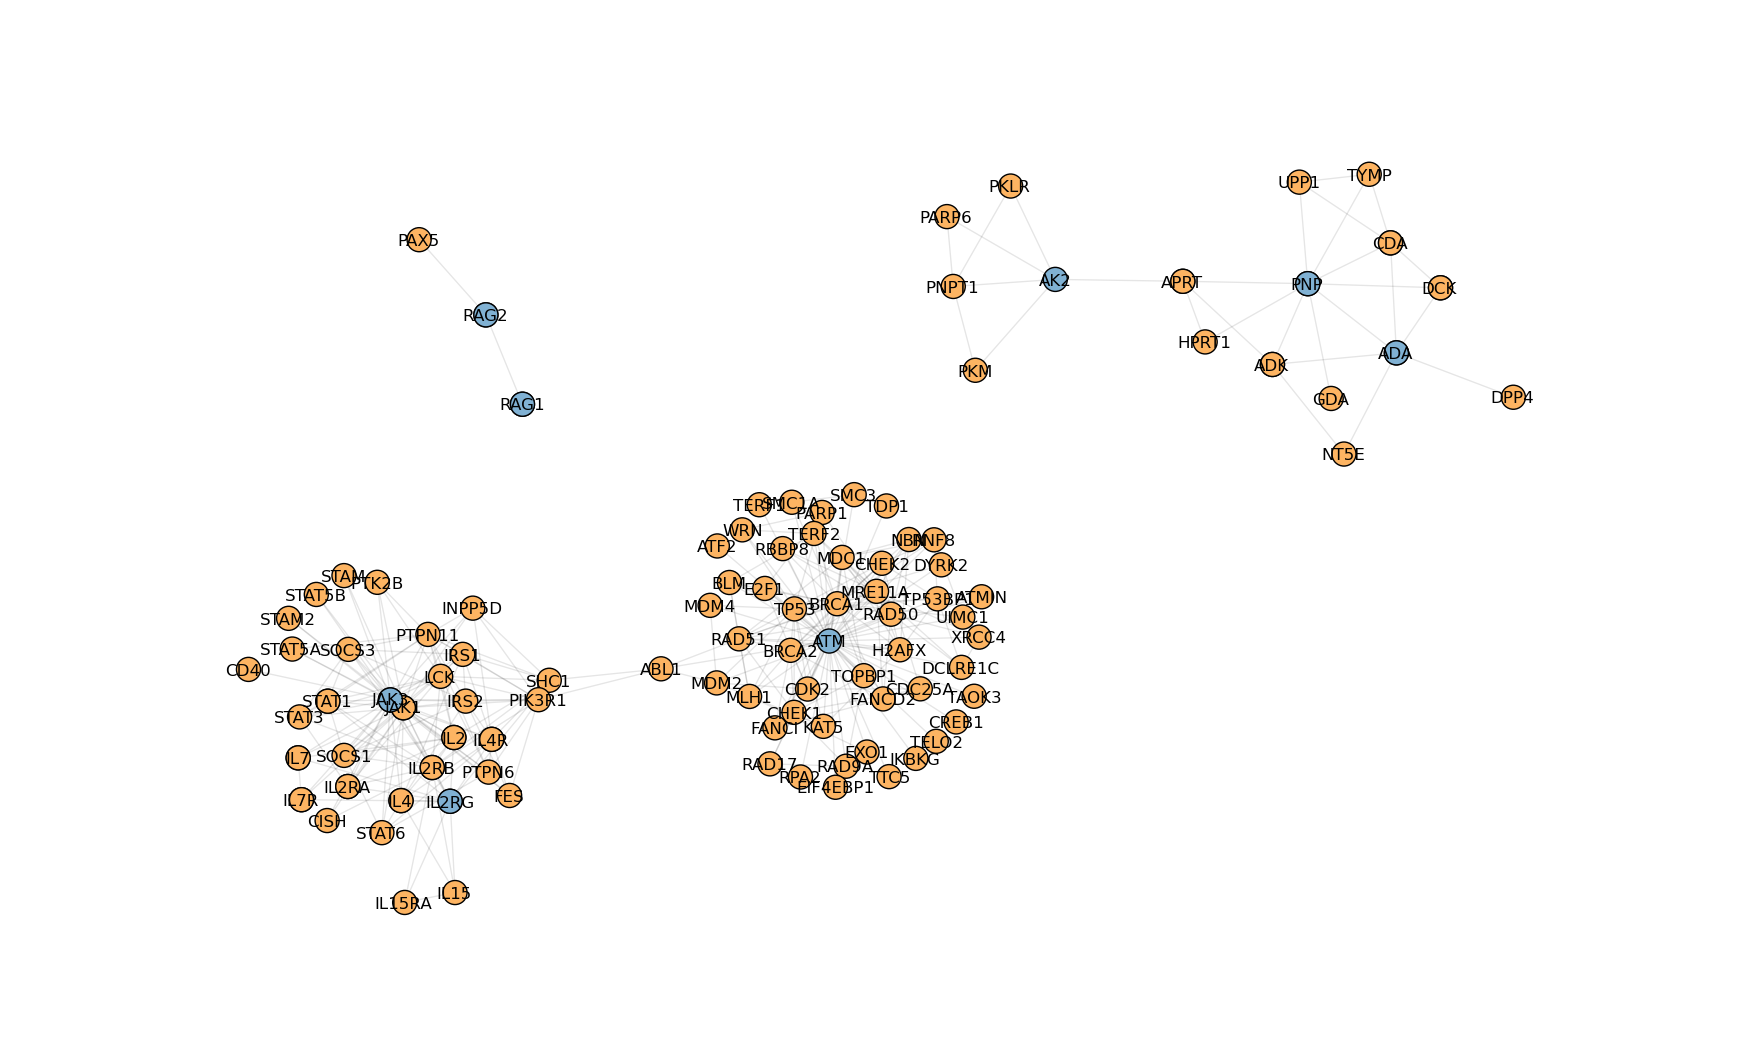 UPP1
TYMP
PKLR
PARP6
PAX5
CDA
PNPT1
AK2
APRT
PNP
DCK
RAG2
HPRT1
ADA
ADK
PKM
RAG1
GDA
DPP4
NT5E
SMC3
TERF1
SMC1A
PARP1
TDP1
WRN
TERF2
ATF2
RBBP8
NBN
RNF8
MDC1
CHEK2
DYRK2
STAM
PTK2B
BLM
E2F1
MRE11A
STAT5B
MDM4
TP53
BRCA1
TP53BP1
ATMIN
INPP5D
RAD50
UIMC1
STAM2
PTPN11
RAD51
ATM
XRCC4
STAT5A
SOCS3
IRS1
BRCA2
H2AFX
CD40
LCK
SHC1
ABL1
TOPBP1
DCLRE1C
MDM2
MLH1
CDK2
CDC25A
JAK3
JAK1
STAT1
IRS2
PIK3R1
FANCD2
TAOK3
STAT3
CHEK1
FANCI
KAT5
CREB1
IL2
IL4R
TELO2
IL7
SOCS1
IL2RB
PTPN6
RAD17
EXO1
RAD9A
IKBKG
RPA2
TTC5
EIF4EBP1
IL2RA
IL7R
IL4
IL2RG
FES
CISH
STAT6
IL15RA
IL15